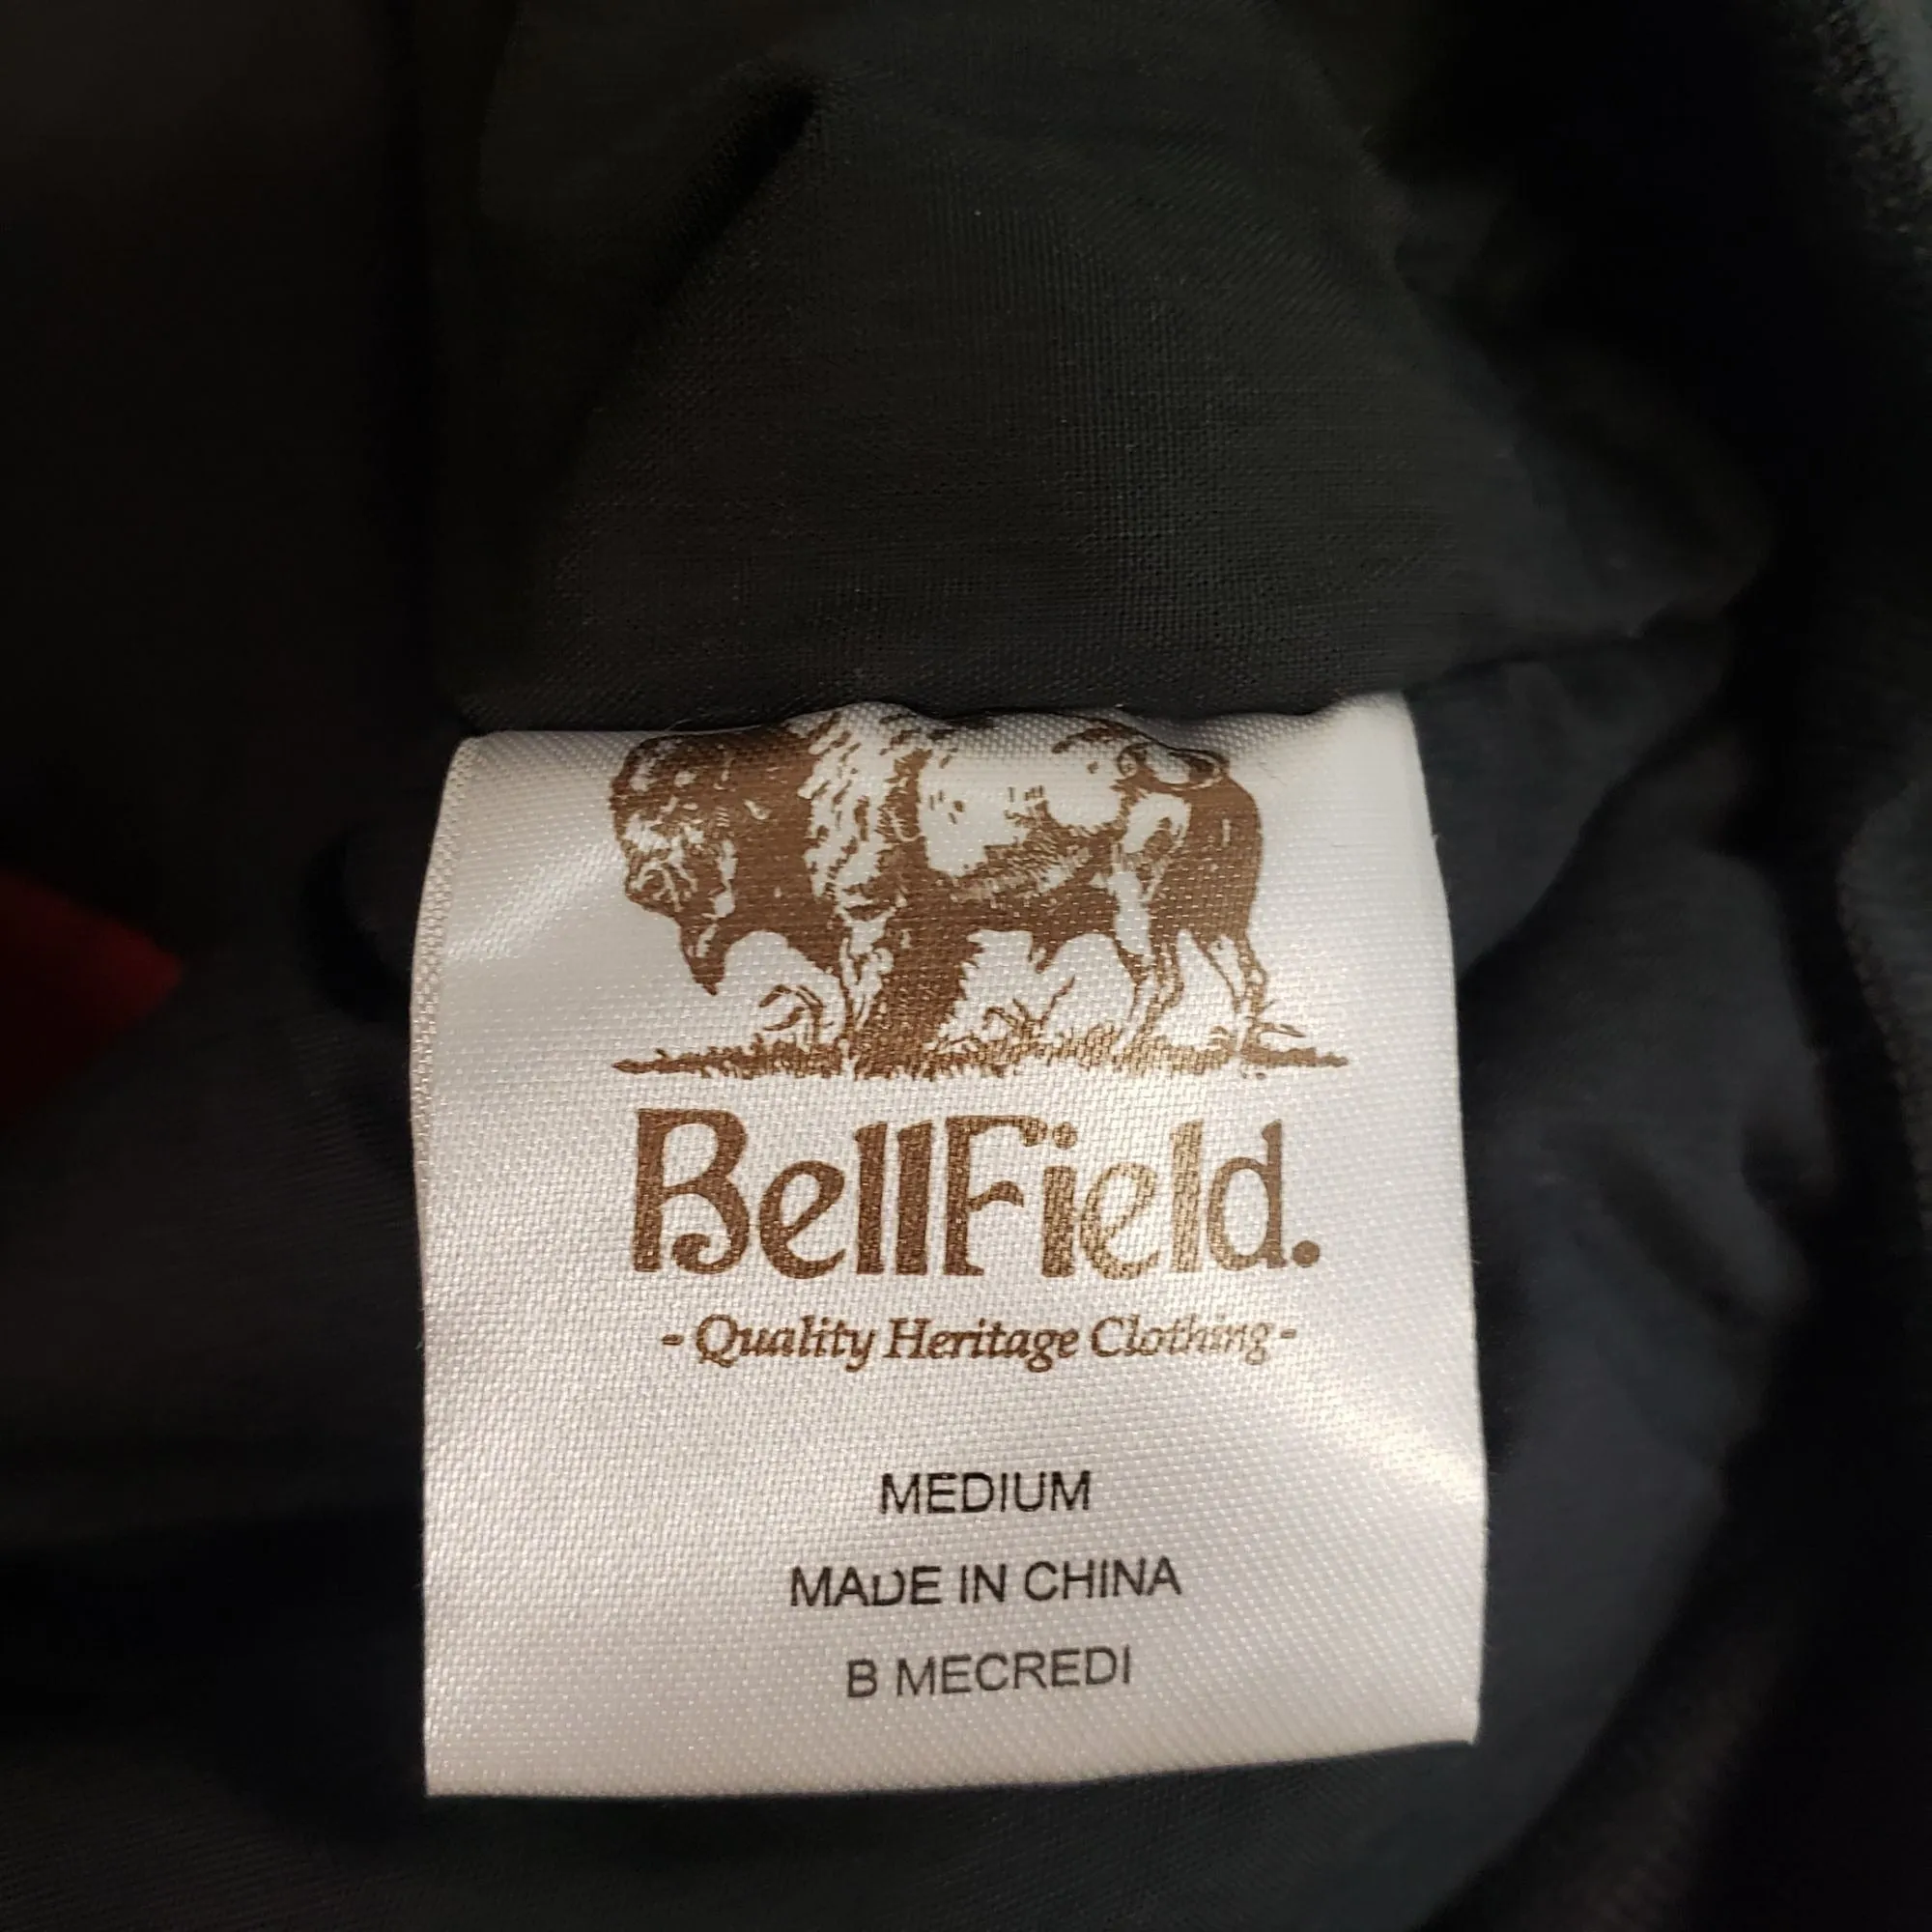 BellField.
- Quality Heritage Clothing -
MEDIUM
MADE IN CHINA
B MECREDI